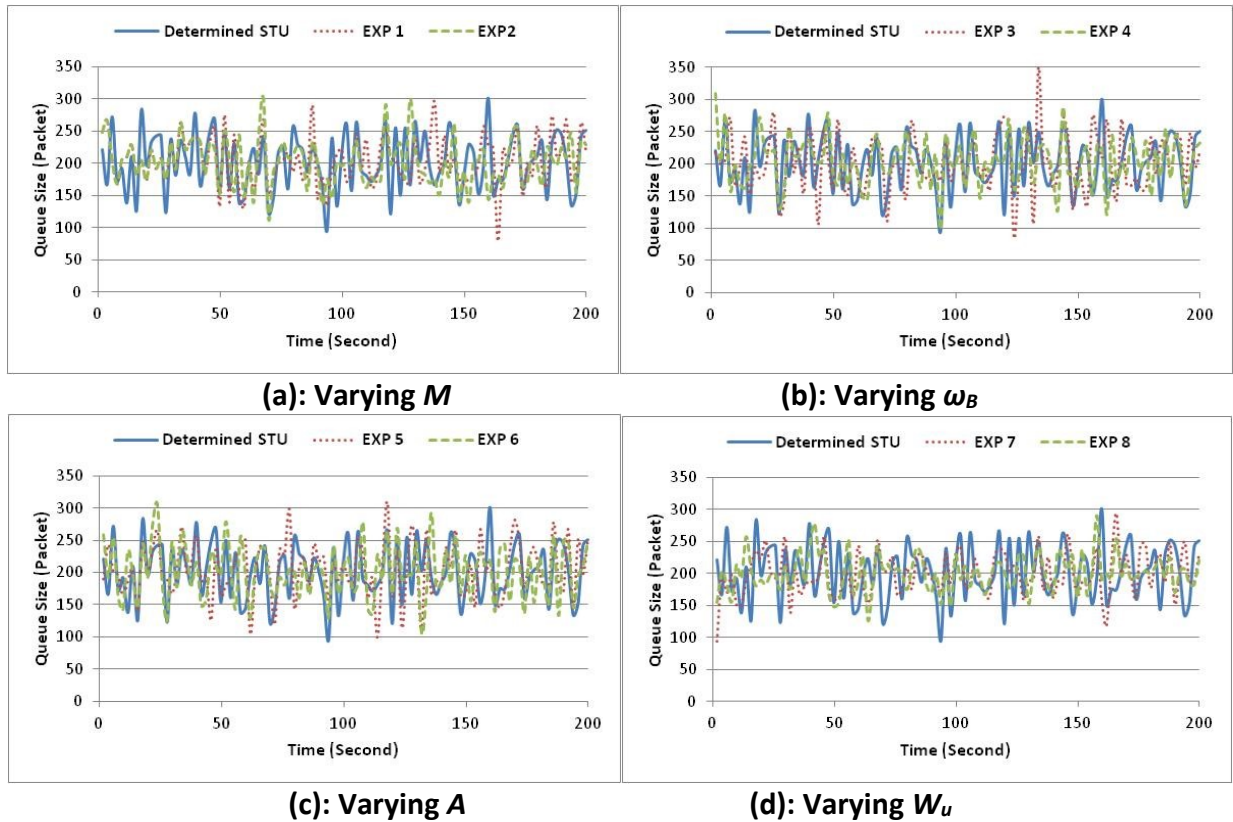 Determined STU EXP 1 EXP2
Queue Size (Packet)
350
300
250
200
150
100
50
0
0 50 100 150 200
Time (Second)
(a): Varying M
Determined STU EXP 3 EXP 4
Queue Size (Packet)
350
300
250
200
150
100
50
0
0 50 100 150 200
Time (Second)
(b): Varying ωB
Determined STU EXP 5 EXP 6
Queue Size (Packet)
350
300
250
200
150
100
50
0
0 50 100 150 200
Time (Second)
(c): Varying A
Determined STU EXP 7 EXP 8
Queue Size (Packet)
350
300
250
200
150
100
50
0
0 50 100 150 200
Time (Second)
(d): Varying Wu